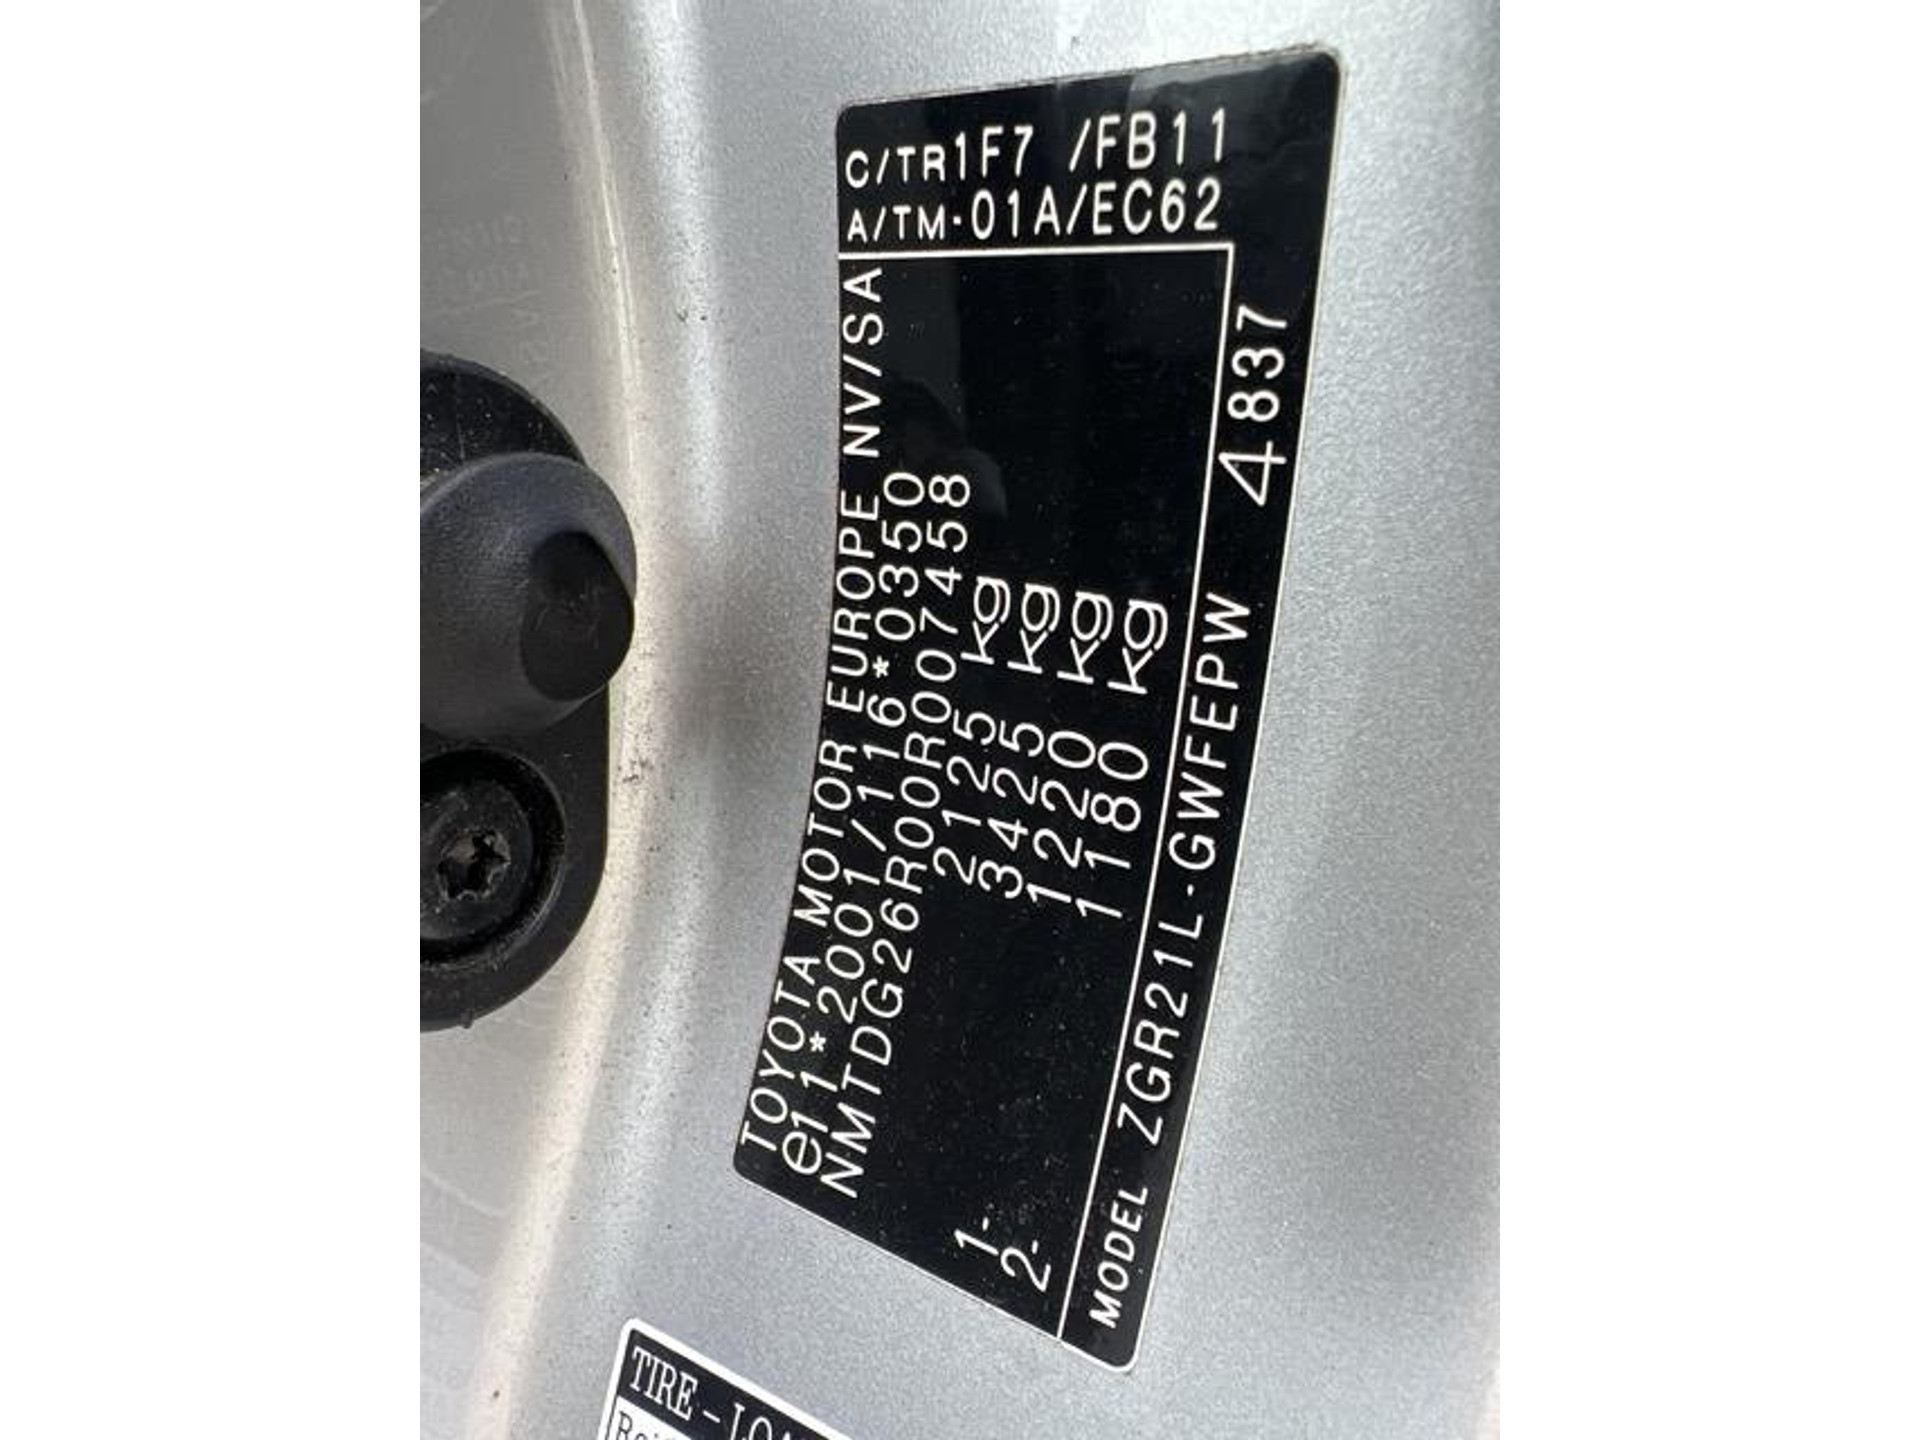 TOYOTA MOTOR EUROPE NV/SA
e11*2001/116*0350
NMTDG26R00R007458
2125 kg
3425 kg
1- 1220 kg
2- 1180 kg
MODEL ZGR21L-GWFEPW 4837
C/TR1F7 /FB11
A/TM-01A/EC62
TIRE-